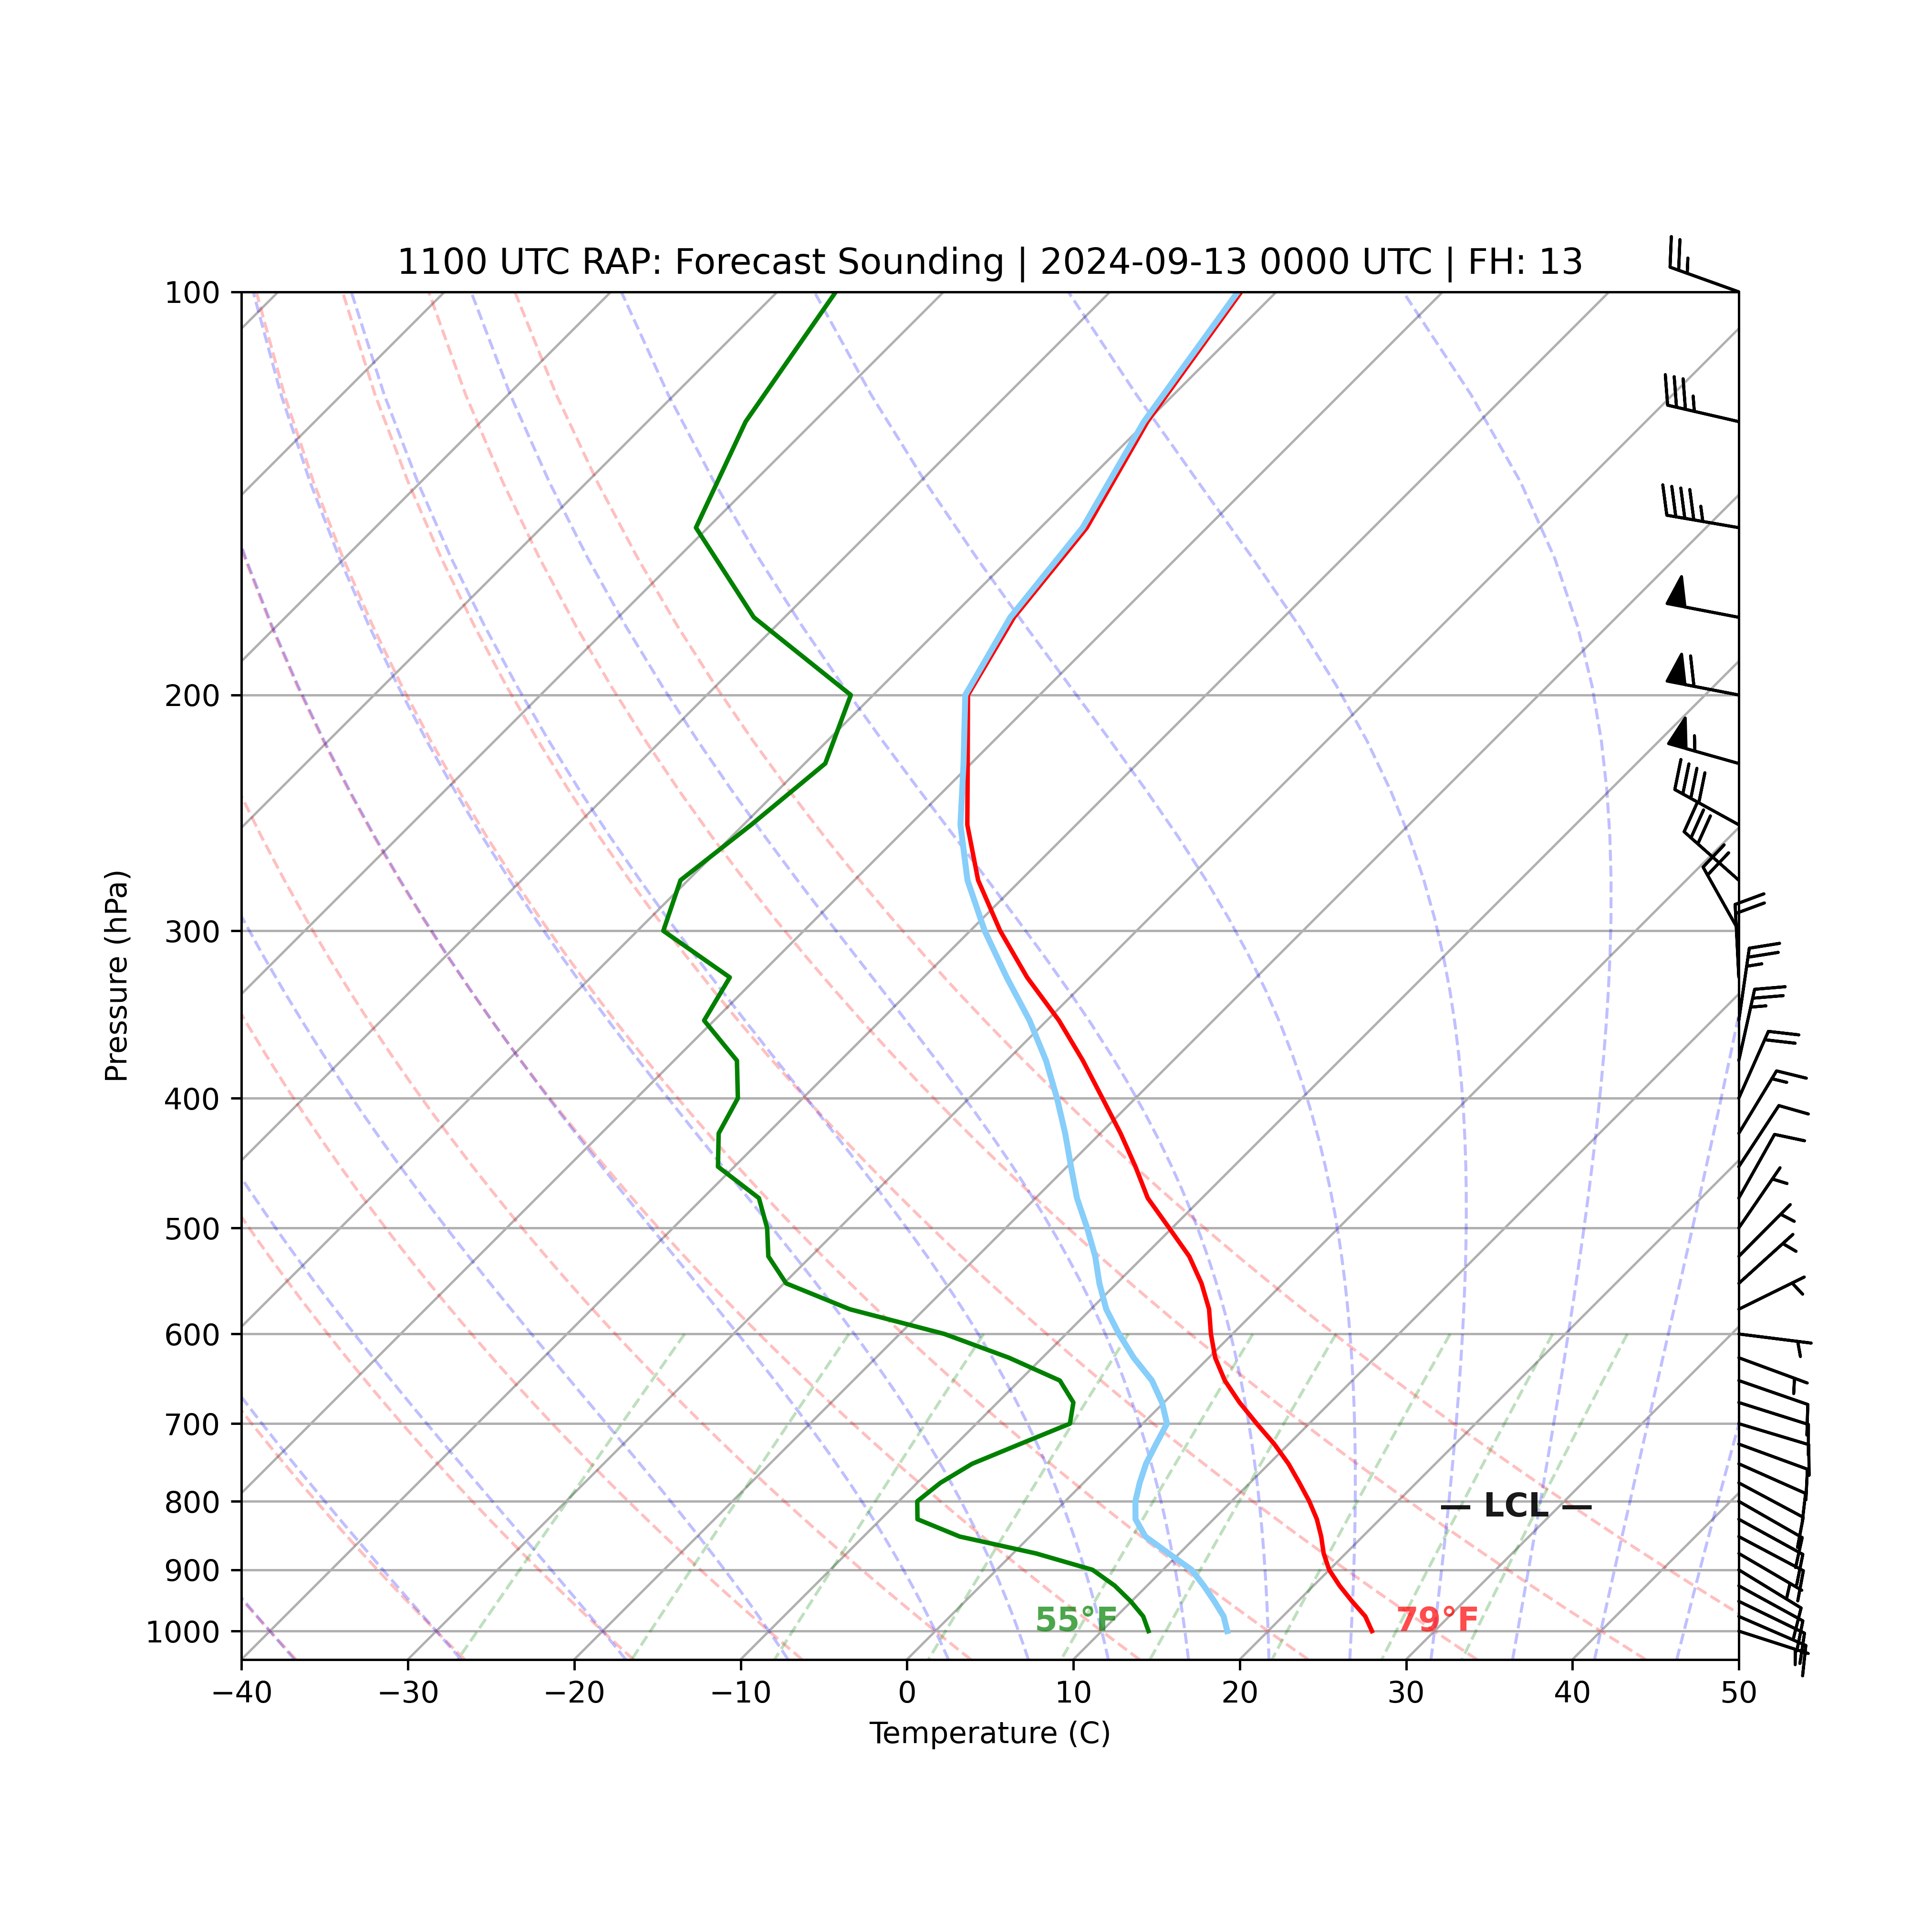 1100 UTC RAP: Forecast Sounding | 2024-09-13 0000 UTC | FH: 13
100
200
300
400
500
600
700
800
900
1000
Pressure (hPa)
— LCL —
55°F
79°F
−40 −30 −20 −10 0 10 20 30 40 50
Temperature (C)